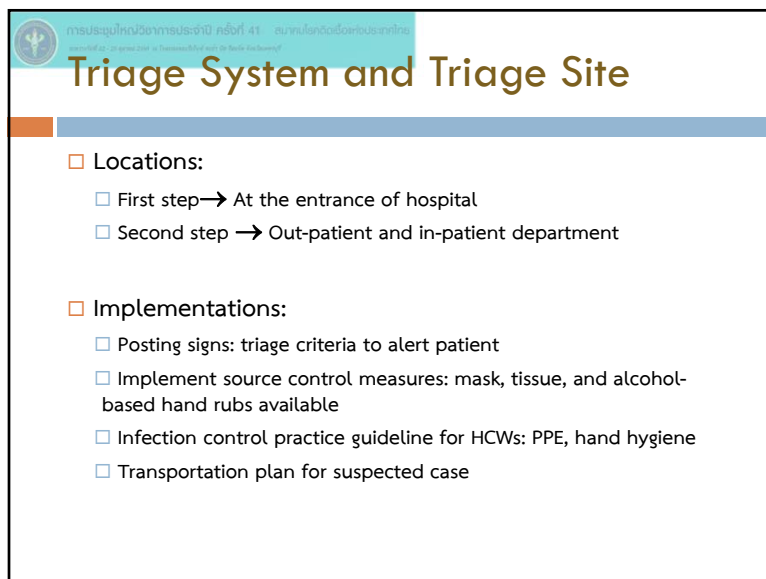 การประชุมใหญ่วิชาการประจำปี ครั้งที่ 41 สมาคมโรคติดเชื้อแห่งประเทศไทย
Triage System and Triage Site
Locations:
First step→ At the entrance of hospital
Second step → Out-patient and in-patient department
Implementations:
Posting signs: triage criteria to alert patient
Implement source control measures: mask, tissue, and alcohol-
based hand rubs available
Infection control practice guideline for HCWs: PPE, hand hygiene
Transportation plan for suspected case